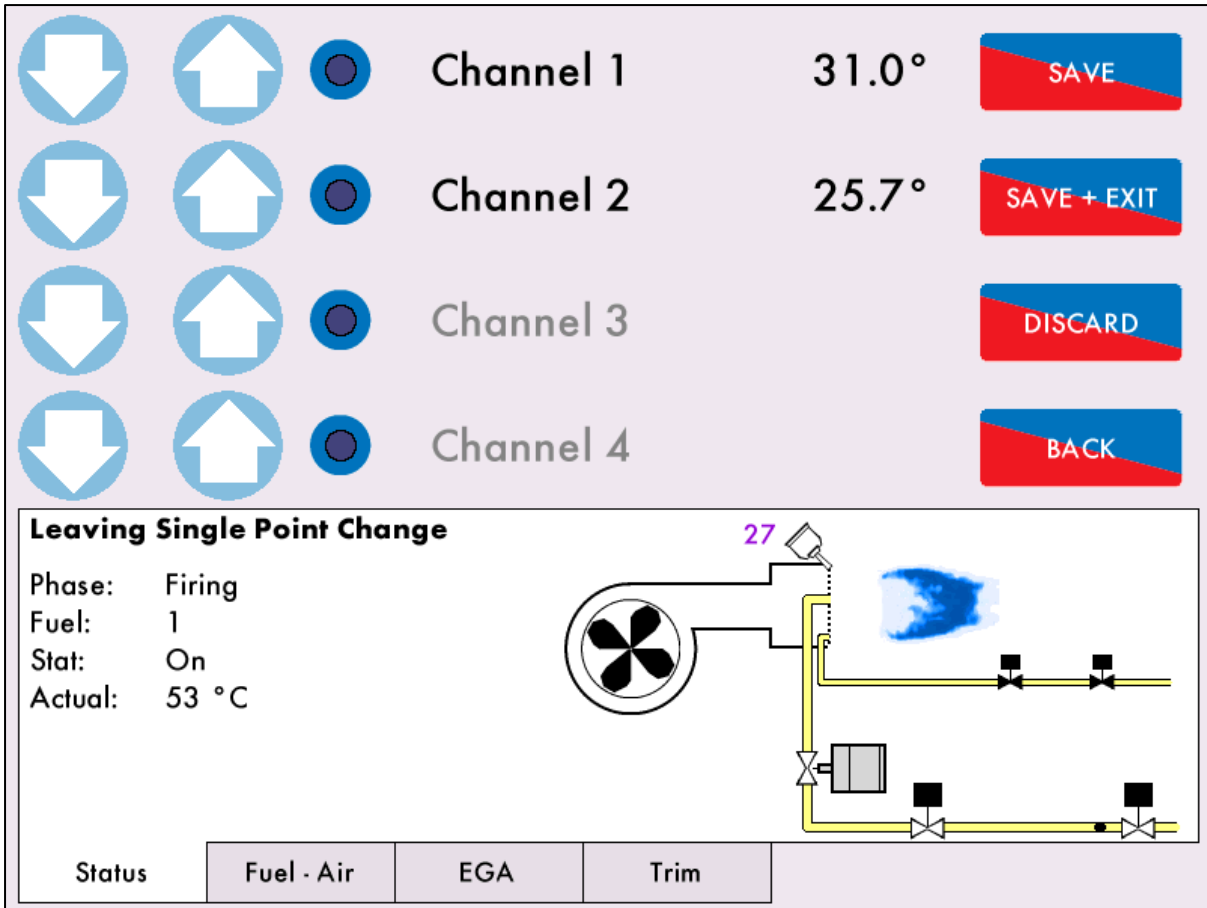 Channel 1 31.0° SAVE
Channel 2 25.7° SAVE + EXIT
Channel 3 DISCARD
Channel 4 BACK
Leaving Single Point Change
27
Phase: Firing
Fuel: 1
Stat: On
Actual: 53 °C
Status Fuel - Air EGA Trim